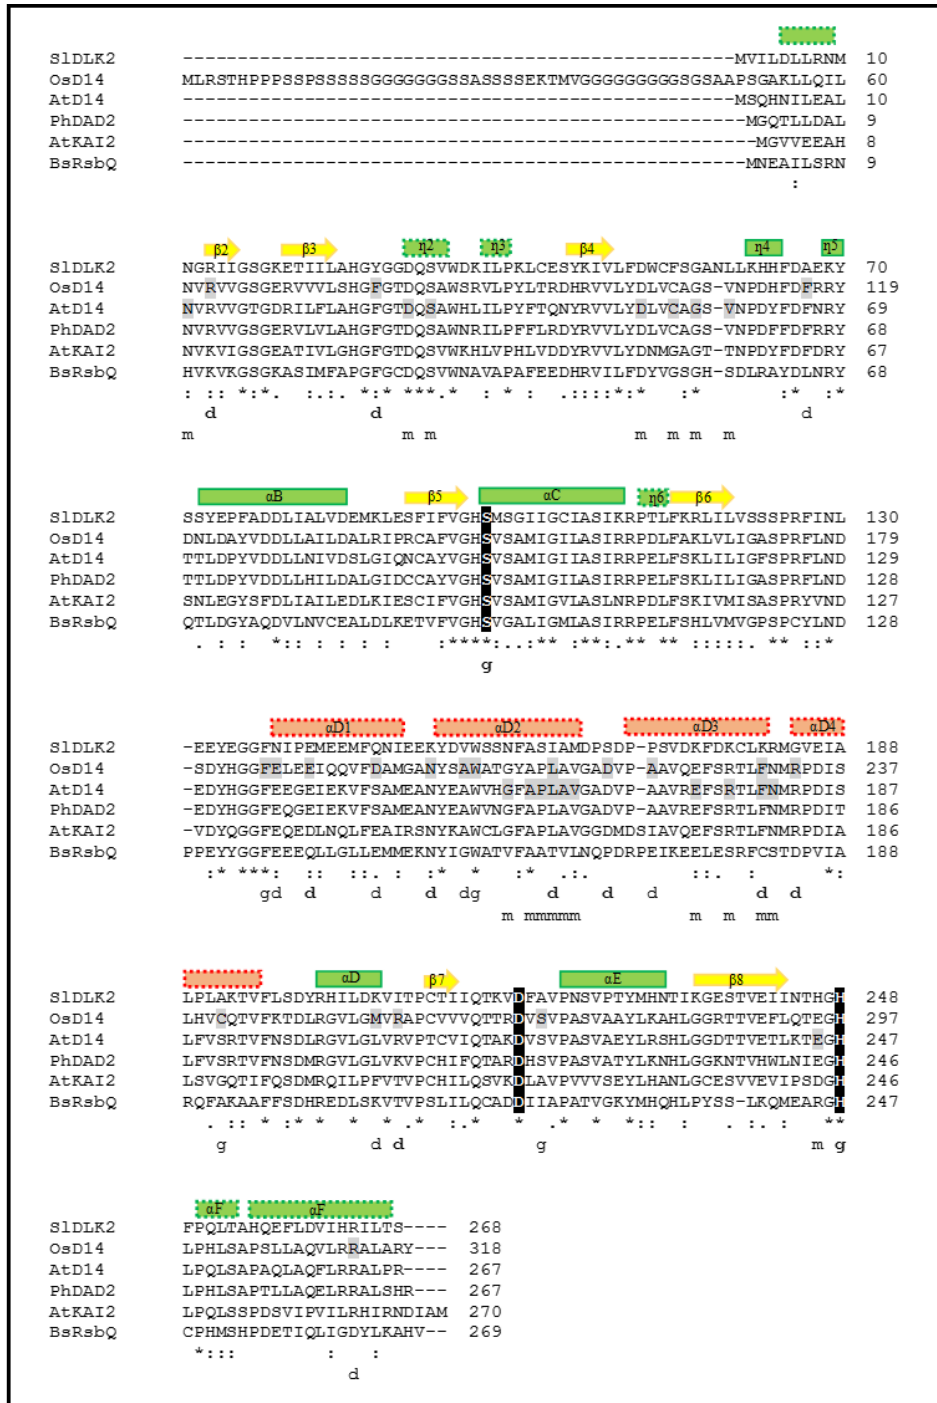 SlDLK2 --------------------------------------------------MVILDLLRNM 10
OsD14 MLRSTHPPPSSPSSSSSGGGGGGGSSASSSSEKTMVGGGGGGGGGSGSAAPSGAKLLQIL 60
AtD14 --------------------------------------------------MSQHNILEAL 10
PhDAD2 ---------------------------------------------------MGQTLLDAL 9
AtKAI2 ----------------------------------------------------MGVVEEAH 8
BsRsbQ ---------------------------------------------------MNEAILSRN 9
:
β2 β3 η2 η3 β4 η4 η5
SlDLK2 NGRIIGSGKETIILAHGYGGDQSVWDKILPKLCESYKIVLFDWCFSGANLLKHHFDAEKY 70
OsD14 NVRVVGSGERVVVLSHGFGTDQSAWSRVLPYLTRDHRVVLYDLVCAGS-VNPDHFDFRRY 119
AtD14 NVRVVGTGDRILFLAHGFGTDQSAWHLILPYFTQNYRVVLYDLVCAGS-VNPDYFDFNRY 69
PhDAD2 NVRVVGSGERVLVLAHGFGTDQSAWNRILPFFLRDYRVVLYDLVCAGS-VNPDFFDFRRY 68
AtKAI2 NVKVIGSGEATIVLGHGFGTDQSVWKHLVPHLVDDYRVVLYDNMGAGT-TNPDYFDFDRY 67
BsRsbQ HVKVKGSGKASIMFAPGFGCDQSVWNAVAPAFEEDHRVILFDYVGSGH-SDLRAYDLNRY 68
: :: *:*. :.:. *:* ***.* : * : .::::*:* :* :* :*
d d d
m m m m m m m
αB β5 αC η6 β6
SlDLK2 SSYEPFADDLIALVDEMKLESFIFVGHSMSGIIGCIASIKRPTLFKRLILVSSSPRFINL 130
OsD14 DNLDAYVDDLLAILDALRIPRCAFVGHSVSAMIGILASIRRPDLFAKLVLIGASPRFLND 179
AtD14 TTLDPYVDDLLNIVDSLGIQNCAYVGHSVSAMIGIIASIRRPELFSKLILIGFSPRFLND 129
PhDAD2 TTLDPYVDDLLHILDALGIDCCAYVGHSVSAMIGILASIRRPELFSKLILIGASPRFLND 128
AtKAI2 SNLEGYSFDLIAILEDLKIESCIFVGHSVSAMIGVLASLNRPDLFSKIVMISASPRYVND 127
BsRsbQ QTLDGYAQDVLNVCEALDLKETVFVGHSVGALIGMLASIRRPELFSHLVMVGPSPCYLND 128
. : : *:: : : : : :****:..:** **:.** ** :::::. ** ::*
g
αD1 αD2 αD3 αD4
SlDLK2 -EEYEGGFNIPEMEEMFQNIEEKYDVWSSNFASIAMDPSDP-PSVDKFDKCLKRMGVEIA 188
OsD14 -SDYHGGFELEEIQQVFDAMGANYSAWATGYAPLAVGADVP-AAVQEFSRTLFNMRPDIS 237
AtD14 -EDYHGGFEEGEIEKVFSAMEANYEAWVHGFAPLAVGADVP-AAVREFSRTLFNMRPDIS 187
PhDAD2 -EDYHGGFEQGEIEKVFSAMEANYEAWVNGFAPLAVGADVP-AAVREFSRTLFNMRPDIT 186
AtKAI2 -VDYQGGFEQEDLNQLFEAIRSNYKAWCLGFAPLAVGGDMDSIAVQEFSRTLFNMRPDIA 186
BsRsbQ PPEYYGGFEEEQLLGLLEMMEKNYIGWATVFAATVLNQPDRPEIKEELESRFCSTDPVIA 188
:* ***: :: :: : :* * :* .: ::. : *:
gd d d d dg d d d d d
m mmmmmm m m mm
αD β7 αE β8
SlDLK2 LPLAKTVFLSDYRHILDKVITPCTIIQTKVDFAVPNSVPTYMHNTIKGESTVEIINTHGH 248
OsD14 LHVCQTVFKTDLRGVLGMVRAPCVVVQTTRDVSVPASVAAYLKAHLGGRTTVEFLQTEGH 297
AtD14 LFVSRTVFNSDLRGVLGLVRVPTCVIQTAKDVSVPASVAEYLRSHLGGDTTVETLKTEGH 247
PhDAD2 LFVSRTVFNSDMRGVLGLVKVPCHIFQTARDHSVPASVATYLKNHLGGKNTVHWLNIEGH 246
AtKAI2 LSVGQTIFQSDMRQILPFVTVPCHILQSVKDLAVPVVVSEYLHANLGCESVVEVIPSDGH 246
BsRsbQ RQFAKAAFFSDHREDLSKVTVPSLILQCADDIIAPATVGKYMHQHLPYSS-LKQMEARGH 247
. :: * :* * * * .* :.* * .* * *:: : . :. : **
g d d g m g
αF αF
SlDLK2 FPQLTAHQEFLDVIHRILTS---- 268
OsD14 LPHLSAPSLLAQVLRRALARY--- 318
AtD14 LPQLSAPAQLAQFLRRALPR---- 267
PhDAD2 LPHLSAPTLLAQELRRALSHR--- 267
AtKAI2 LPQLSSPDSVIPVILRHIRNDIAM 270
BsRsbQ CPHMSHPDETIQLIGDYLKAHV-- 269
*::: : :
d